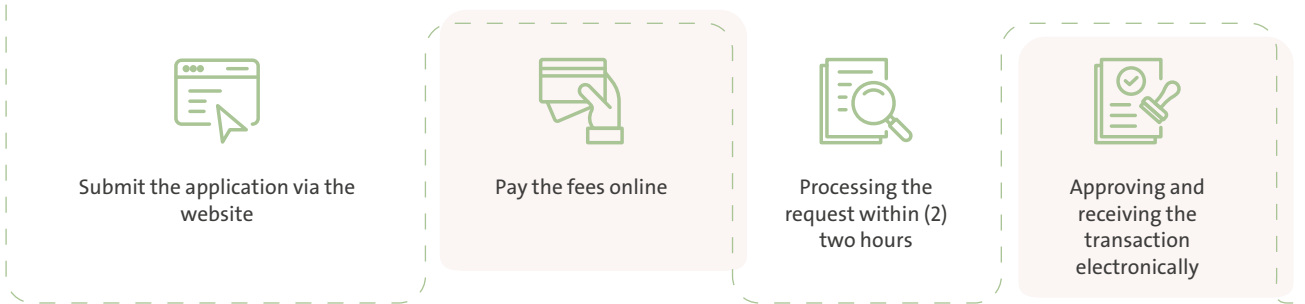 Submit the application via the
website
Pay the fees online
Processing the
request within (2)
two hours
Approving and
receiving the
transaction
electronically